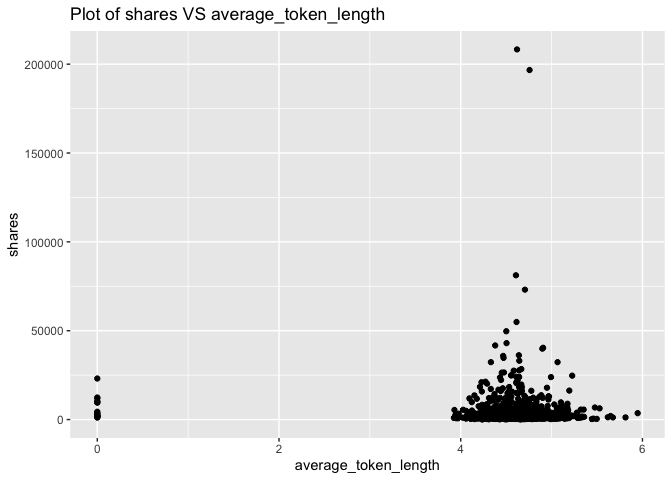 Plot of shares VS average_token_length
200000
150000
100000
50000
0
shares
0 2 4 6
average_token_length